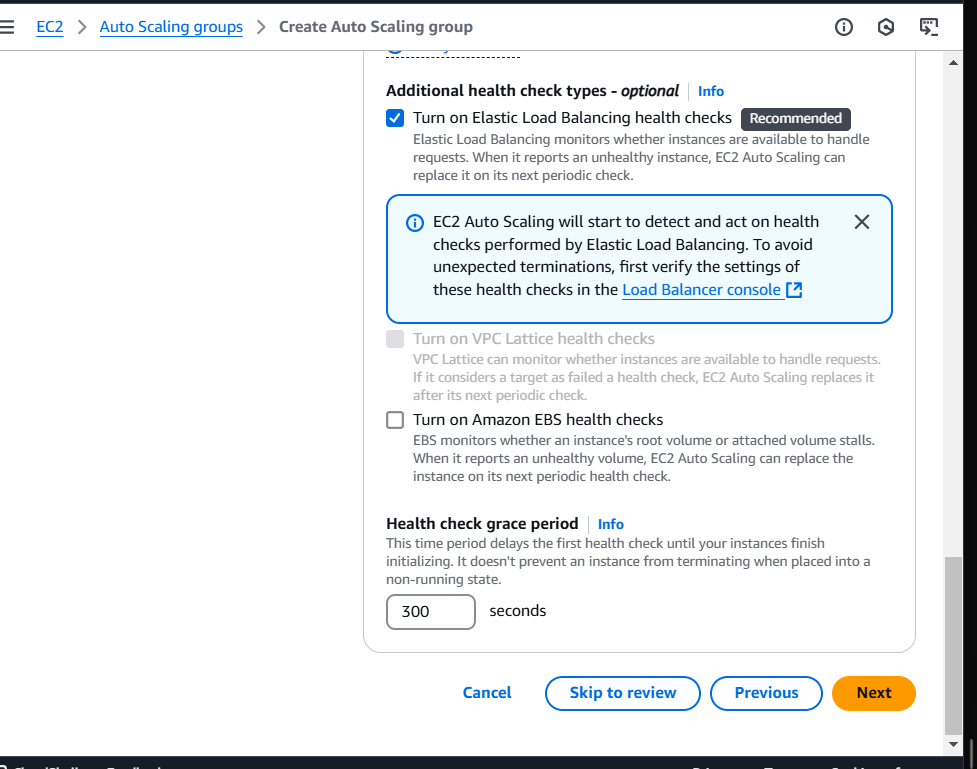 EC2 > Auto Scaling groups > Create Auto Scaling group
Additional health check types - optional | Info
Turn on Elastic Load Balancing health checks Recommended
Elastic Load Balancing monitors whether instances are available to handle
requests. When it reports an unhealthy instance, EC2 Auto Scaling can
replace it on its next periodic check.
EC2 Auto Scaling will start to detect and act on health
checks performed by Elastic Load Balancing. To avoid
unexpected terminations, first verify the settings of
these health checks in the Load Balancer console
Turn on VPC Lattice health checks
VPC Lattice can monitor whether instances are available to handle requests.
If it considers a target as failed a health check, EC2 Auto Scaling replaces it
after its next periodic check.
Turn on Amazon EBS health checks
EBS monitors whether an instance's root volume or attached volume stalls.
When it reports an unhealthy volume, EC2 Auto Scaling can replace the
instance on its next periodic health check.
Health check grace period | Info
This time period delays the first health check until your instances finish
initializing. It doesn't prevent an instance from terminating when placed into a
non-running state.
300 seconds
Cancel Skip to review Previous Next